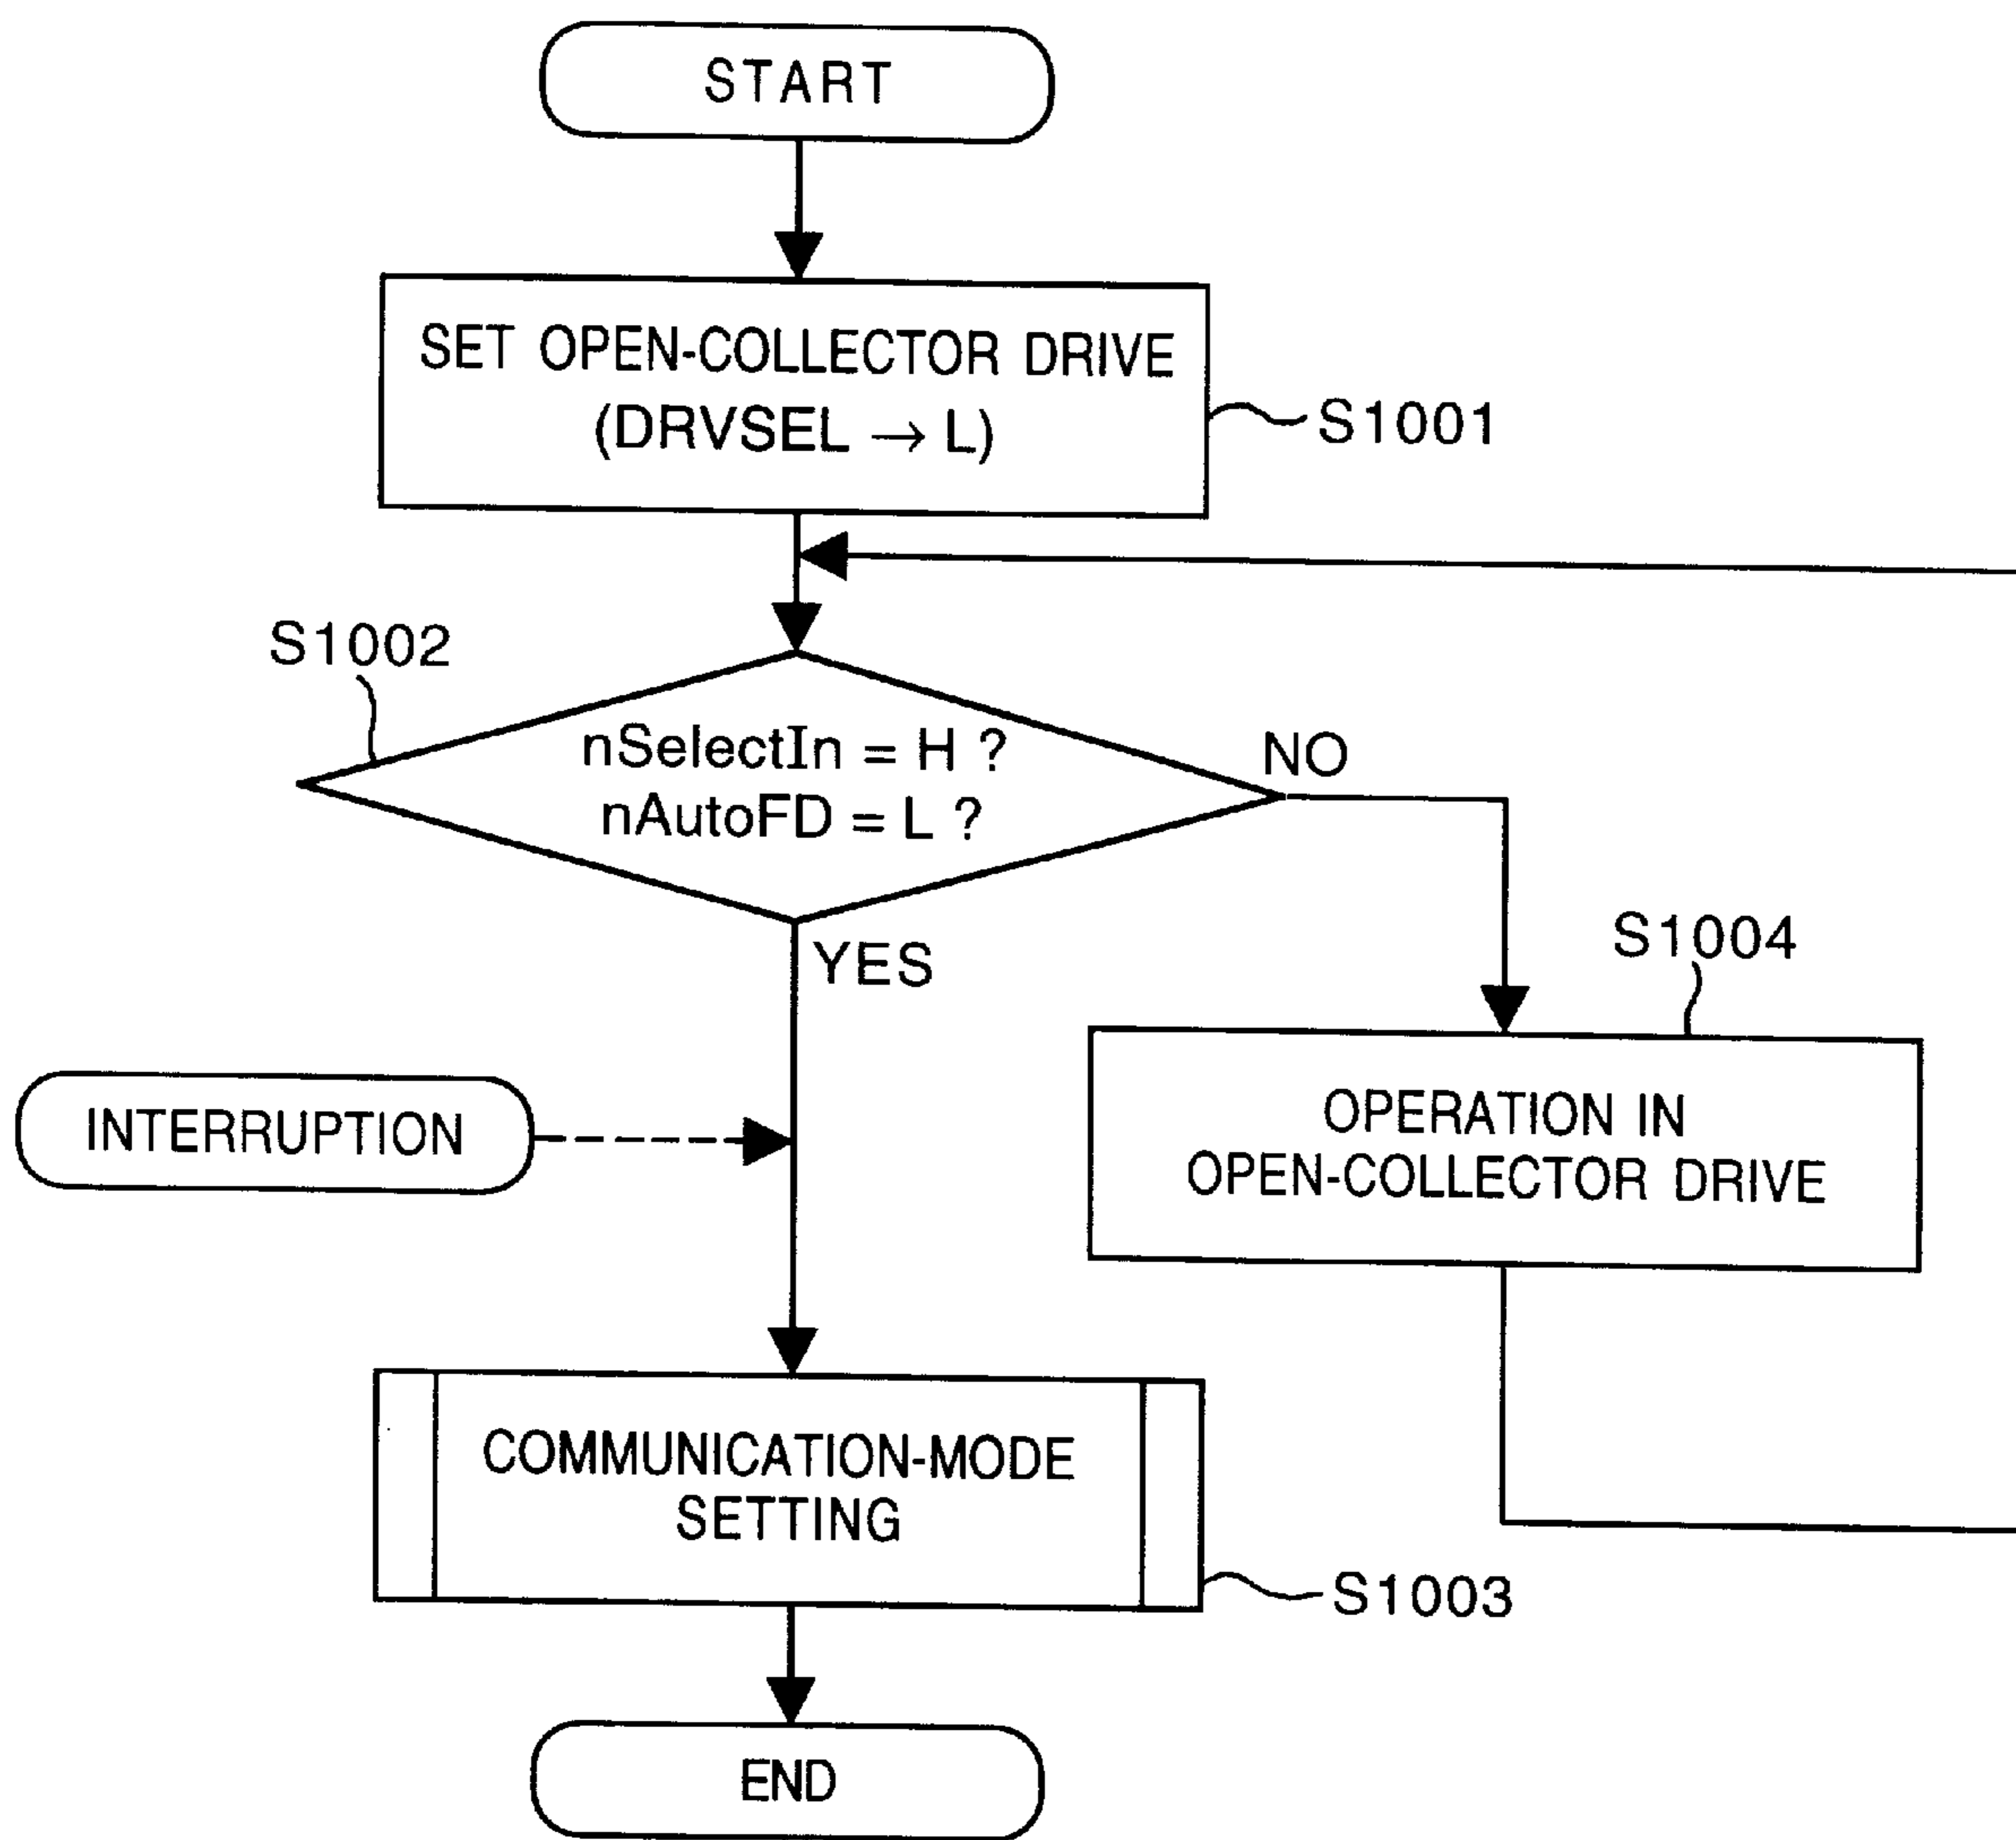 START
SET OPEN-COLLECTOR DRIVE
(DRVSEL → L)
S1001
S1002
nSelectIn = H ?
nAutoFD = L ?
NO
YES
S1004
INTERRUPTION
OPERATION IN
OPEN-COLLECTOR DRIVE
COMMUNICATION-MODE
SETTING
S1003
END